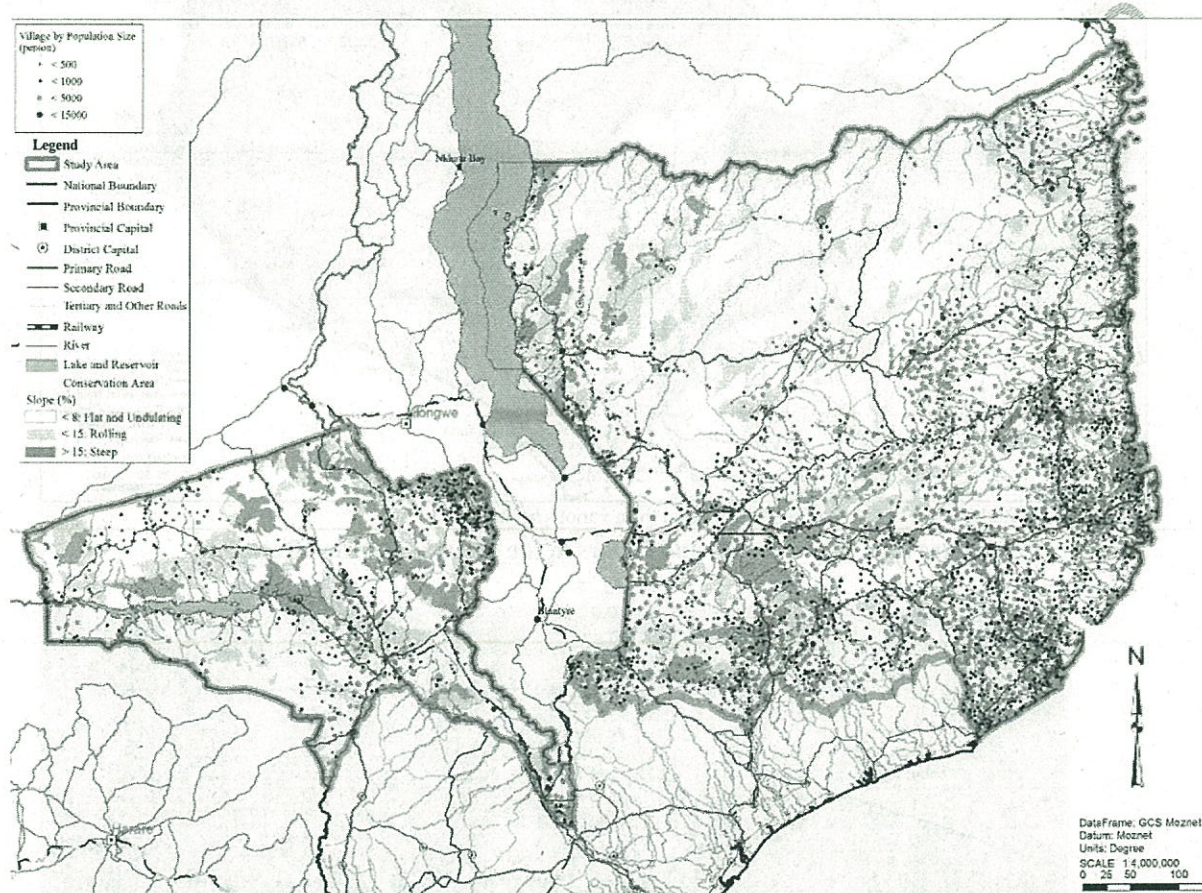 Village by Population Size
(person)
< 500
< 1000
< 5000
< 15000
Legend
Study Area
National Boundary
Provincial Boundary
Provincial Capital
District Capital
Primary Road
Secondary Road
Tertiary and Other Roads
Railway
River
Lake and Reservoir
Conservation Area
Slope (%)
< 8: Flat and Undulating
< 15: Rolling
> 15: Steep
Nkhata Bay
Blantyre
Harare
N
DataFrame: GCS Moznet
Datum: Moznet
Units: Degree
SCALE 1:4,000,000
0 25 50 100